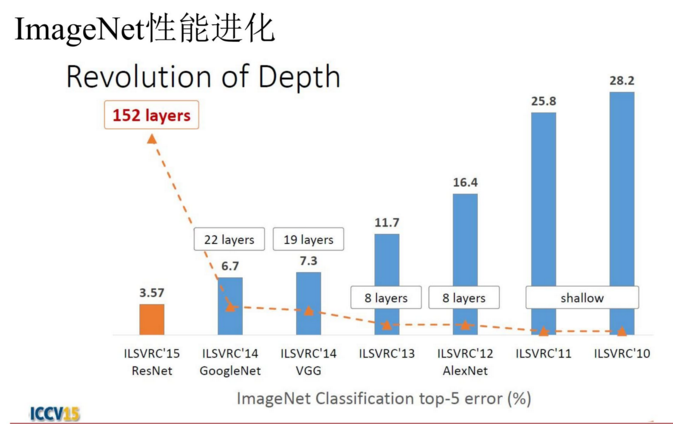 ImageNet性能进化
Revolution of Depth
28.2
25.8
152 layers
16.4
11.7
22 layers
19 layers
6.7
7.3
3.57
8 layers
8 layers
shallow
ILSVRC'15
ResNet
ILSVRC'14
GoogleNet
ILSVRC'14
VGG
ILSVRC'13
ILSVRC'12
AlexNet
ILSVRC'11
ILSVRC'10
ImageNet Classification top-5 error (%)
ICCV15